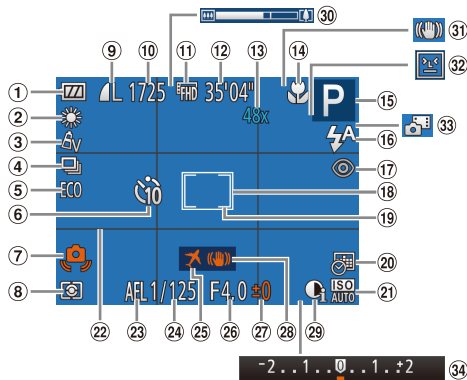 ㉚
⑨ ⑩ ⑪ ⑫ ⑬ ⑭ ㉛
① L 1725 FHD 35'04" P ⑮ ㉜
48x
② ㉝
③ Av A ⑯
④ ⑰
⑤ ECO ⑱
⑥ 10 ⑲
⑦ ⑳
⑧ AEL 1/125 F4.0 ±0 i ISO AUTO ㉑
㉒ ㉓ ㉔ ㉕ ㉖ ㉗ ㉘ ㉙
-2..1..0..1..+2 ㉞